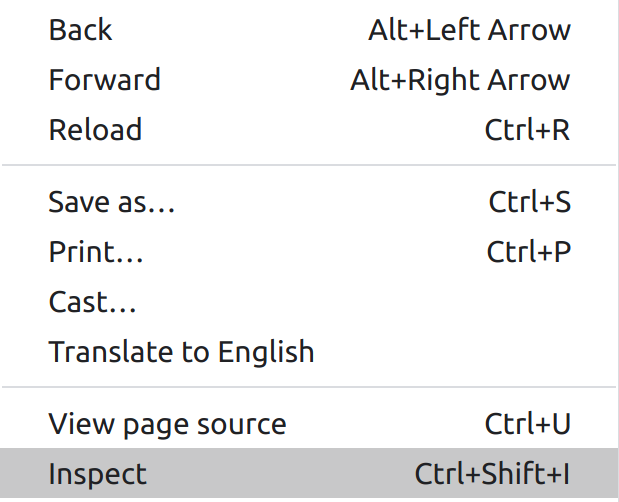 Back Alt+Left Arrow
Forward Alt+Right Arrow
Reload Ctrl+R
Save as… Ctrl+S
Print… Ctrl+P
Cast…
Translate to English
View page source Ctrl+U
Inspect Ctrl+Shift+I